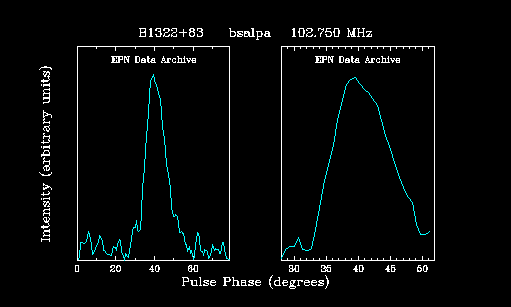 B1322+83 bsalpa 102.750 MHz
EPN Data Archive EPN Data Archive
Intensity (arbitrary units)
0 20 40 60 30 35 40 45 50
Pulse Phase (degrees)